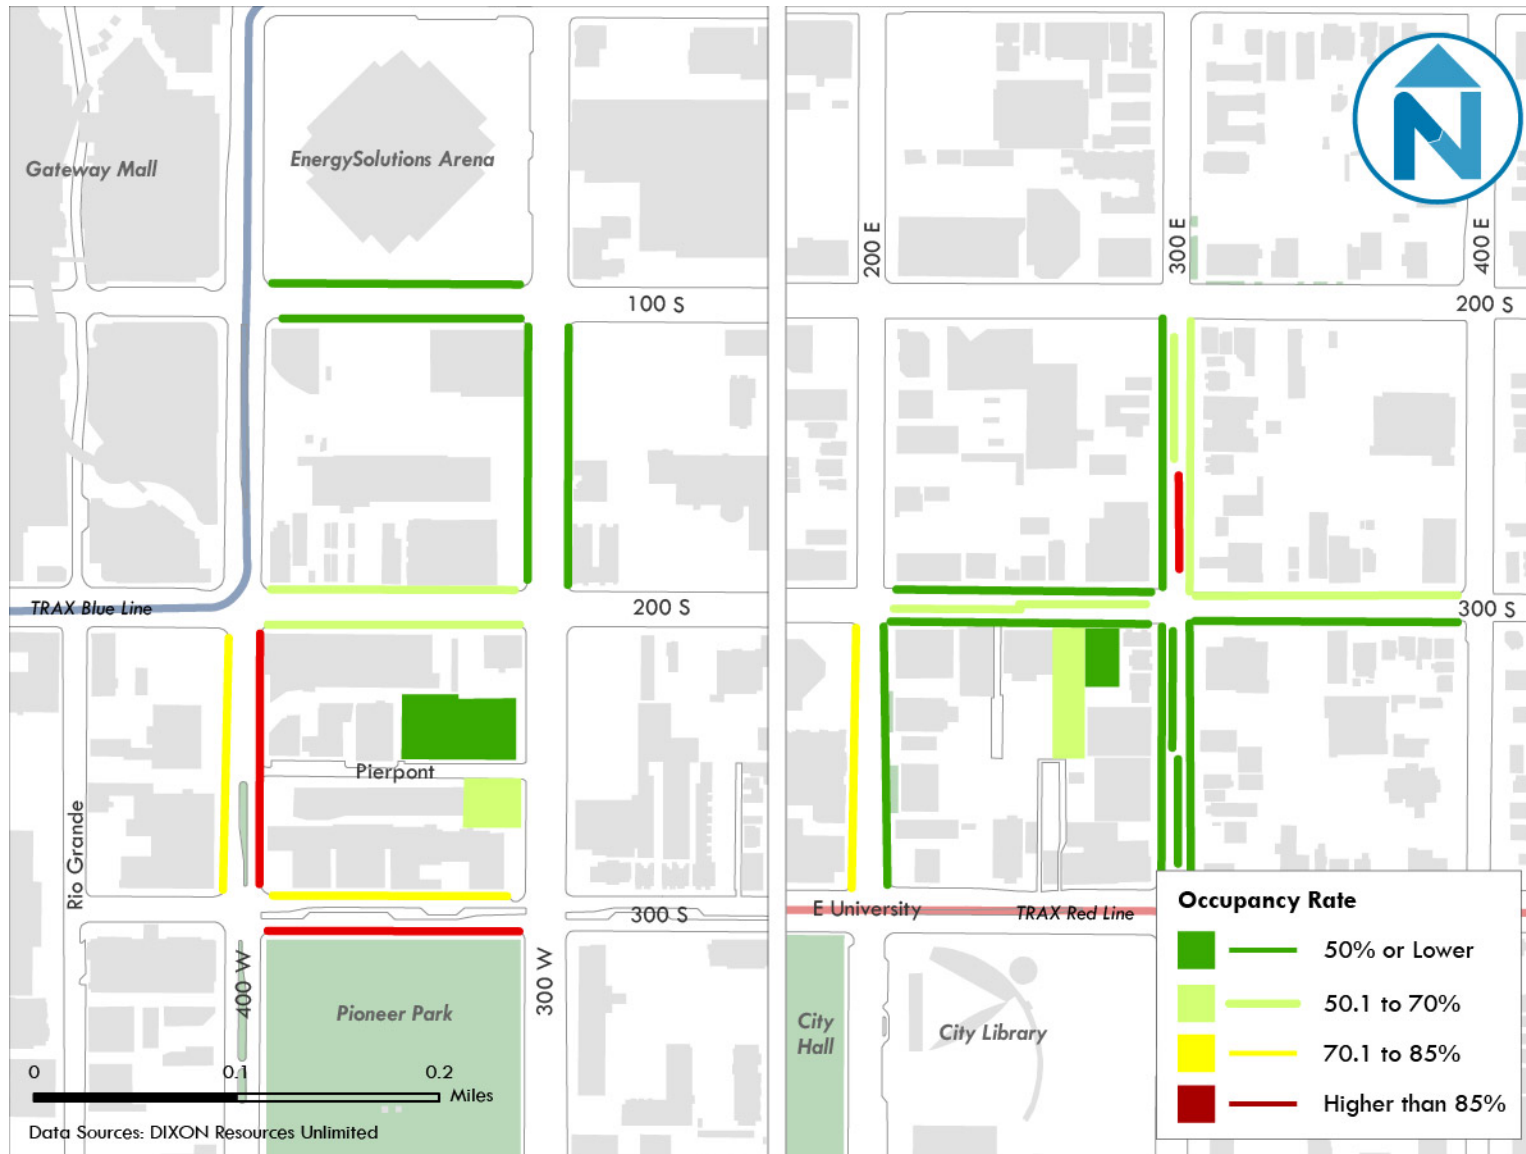 Gateway Mall
EnergySolutions Arena
N
200 E
300 E
400 E
100 S
200 S
TRAX Blue Line
200 S
300 S
Pierpont
Rio Grande
E University
TRAX Red Line
300 S
400 W
300 W
Pioneer Park
City
Hall
City Library
Occupancy Rate
50% or Lower
50.1 to 70%
70.1 to 85%
Higher than 85%
0 0.1 0.2
Miles
Data Sources: DIXON Resources Unlimited